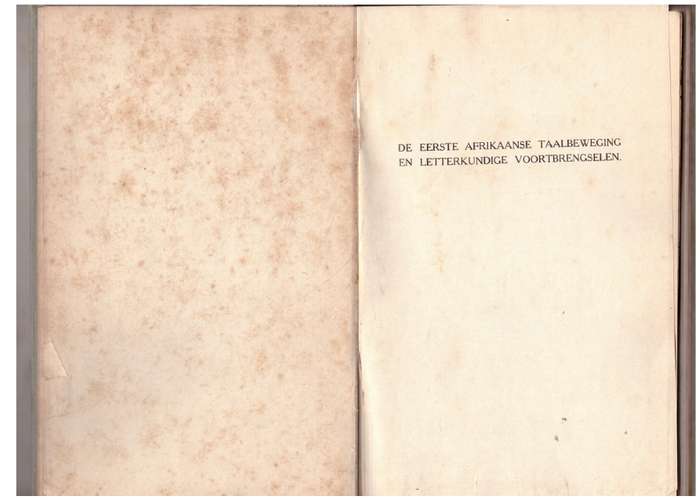 DE EERSTE AFRIKAANSE TAALBEWEGING
EN LETTERKUNDIGE VOORTBRENGSELEN.